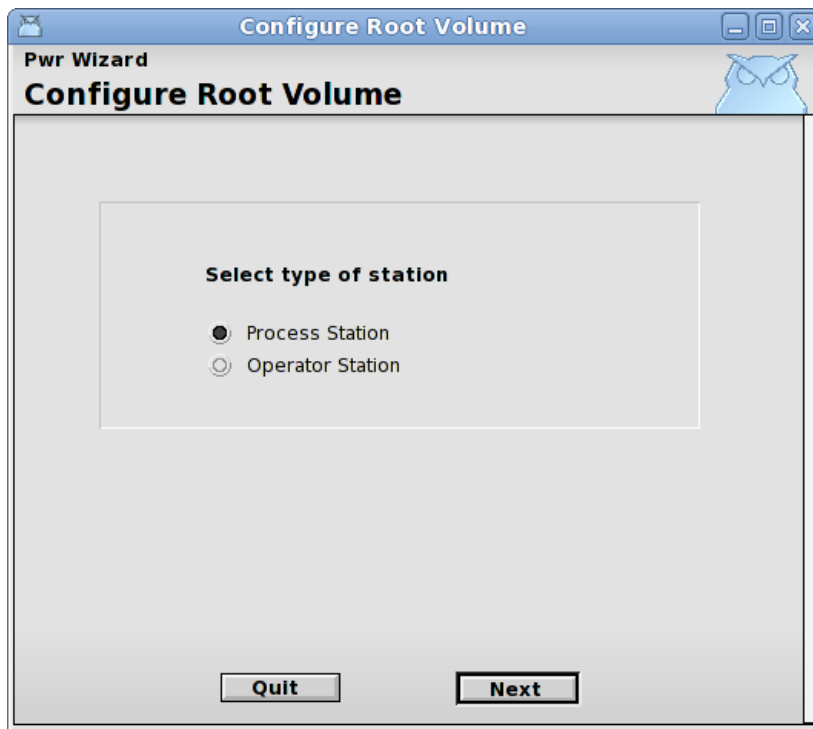 Configure Root Volume
Pwr Wizard
Configure Root Volume
Select type of station
Process Station
Operator Station
Quit Next